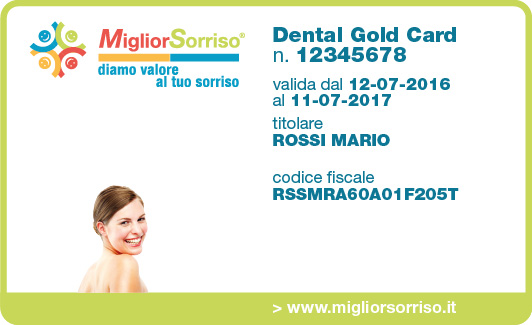 MigliorSorriso®
diamo valore
al tuo sorriso
Dental Gold Card
n. 12345678
valida dal 12-07-2016
al 11-07-2017
titolare
ROSSI MARIO
codice fiscale
RSSMRA60A01F205T
> www.migliorsorriso.it